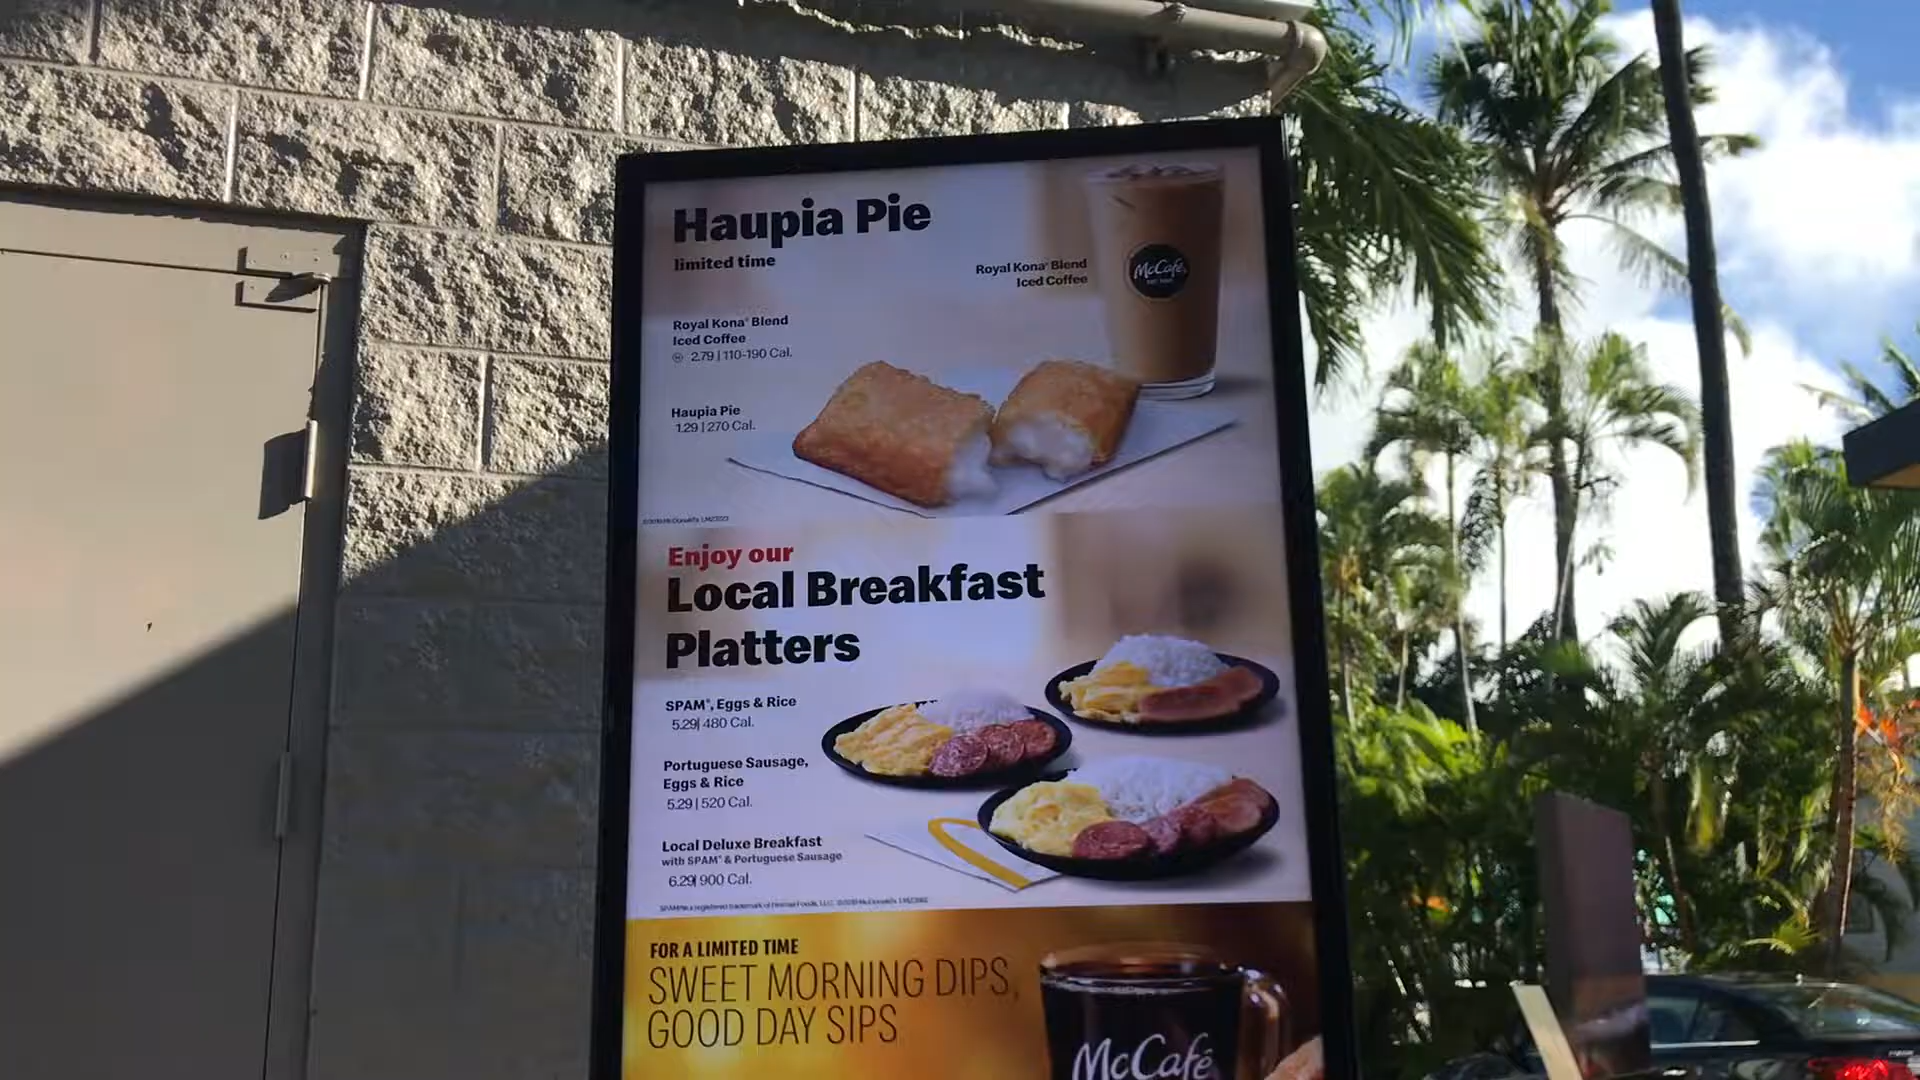 Haupia Pie
limited time
Royal Kona® Blend
Iced Coffee
McCafé
Royal Kona® Blend
Iced Coffee
M 2.79 | 110-190 Cal.
Haupia Pie
1.29 | 270 Cal.
Enjoy our
Local Breakfast
Platters
SPAM®, Eggs & Rice
5.29| 480 Cal.
Portuguese Sausage,
Eggs & Rice
5.29 | 520 Cal.
Local Deluxe Breakfast
with SPAM® & Portuguese Sausage
6.29| 900 Cal.
FOR A LIMITED TIME
SWEET MORNING DIPS,
GOOD DAY SIPS
McCafé